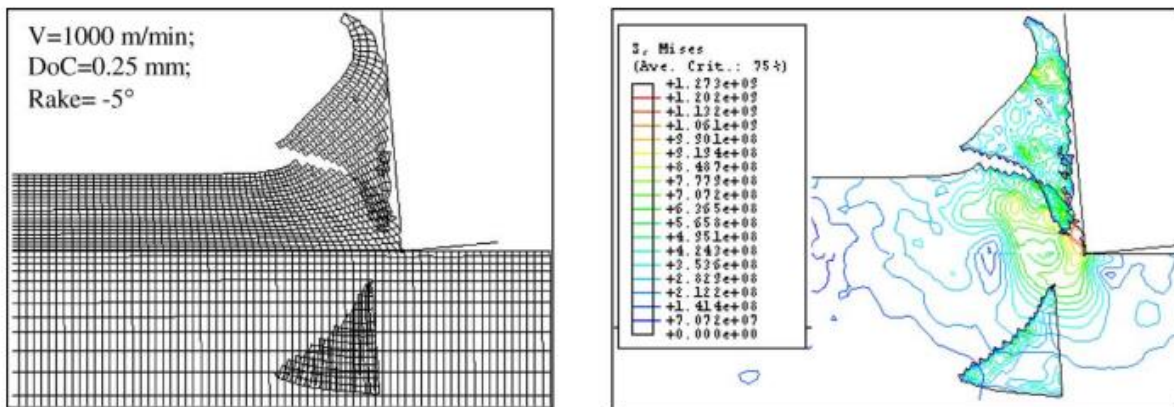 V=1000 m/min;
DoC=0.25 mm;
Rake= -5°
S, Mises
(Ave. Crit.: 75%)
+1.273e+09
+1.202e+09
+1.132e+09
+1.061e+09
+9.901e+08
+9.194e+08
+8.487e+08
+7.779e+08
+7.072e+08
+6.365e+08
+5.658e+08
+4.951e+08
+4.243e+08
+3.536e+08
+2.829e+08
+2.122e+08
+1.414e+08
+7.072e+07
+0.000e+00